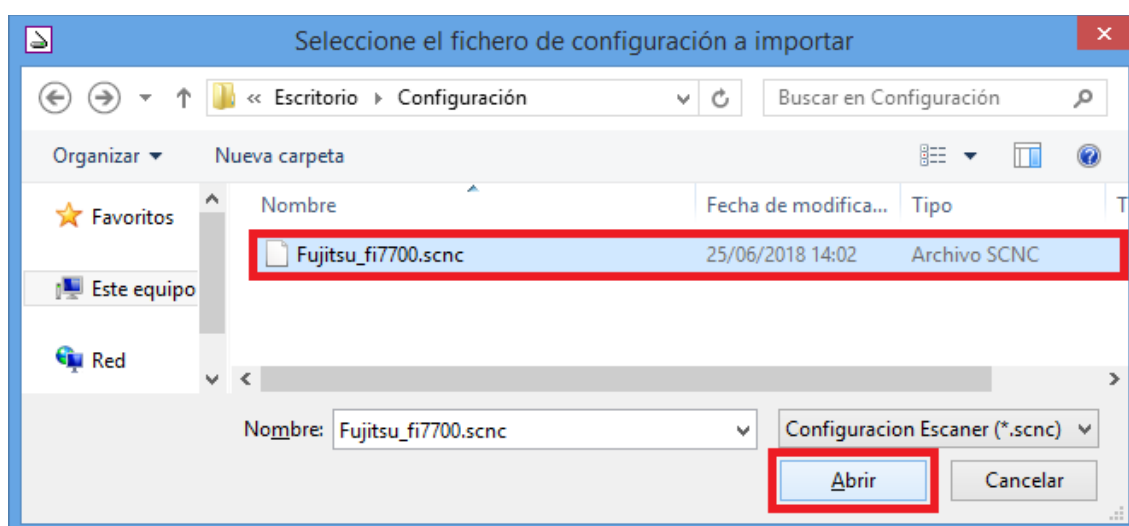 Seleccione el fichero de configuración a importar
« Escritorio Configuración Buscar en Configuración
Organizar Nueva carpeta
Favoritos Nombre Fecha de modifica... Tipo T
Fujitsu_fi7700.scnc 25/06/2018 14:02 Archivo SCNC
Este equipo
Red
Nombre: Fujitsu_fi7700.scnc Configuracion Escaner (*.scnc)
Abrir Cancelar